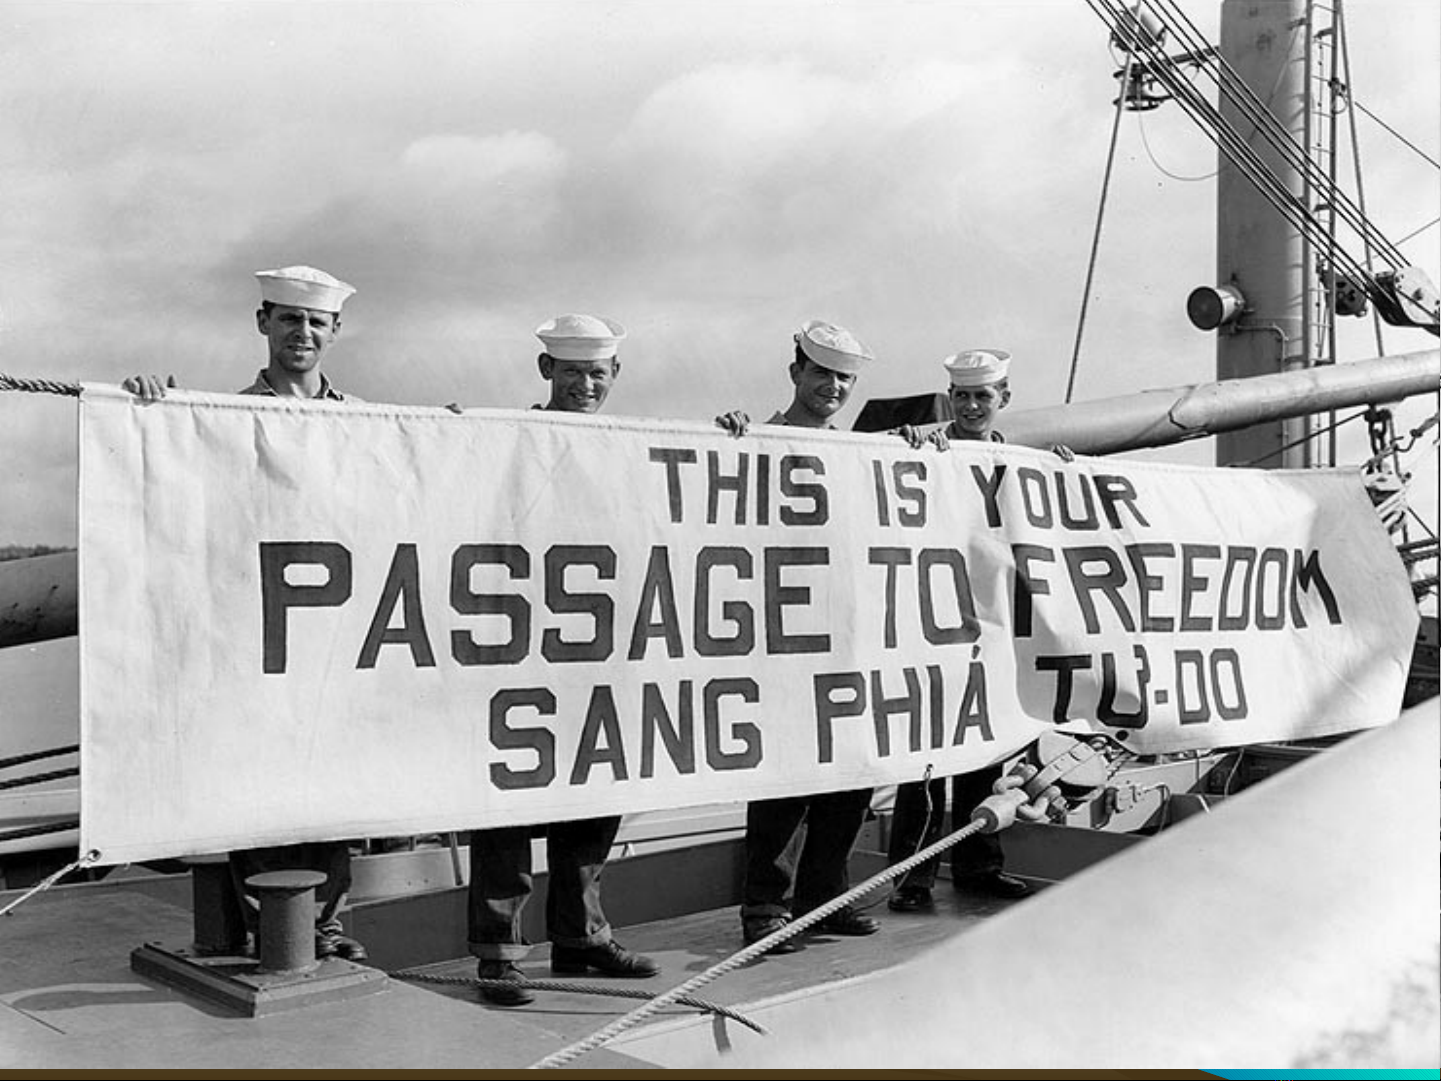 THIS IS YOUR
PASSAGE TO FREEDOM
SANG PHIÁ TỰ-DO